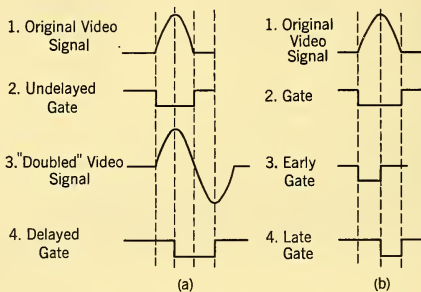 1. Original Video
Signal
2. Undelayed
Gate
3."Doubled" Video
Signal
4. Delayed
Gate
(a)
1. Original
Video
Signal
2. Gate
3. Early
Gate
4. Late
Gate
(b)